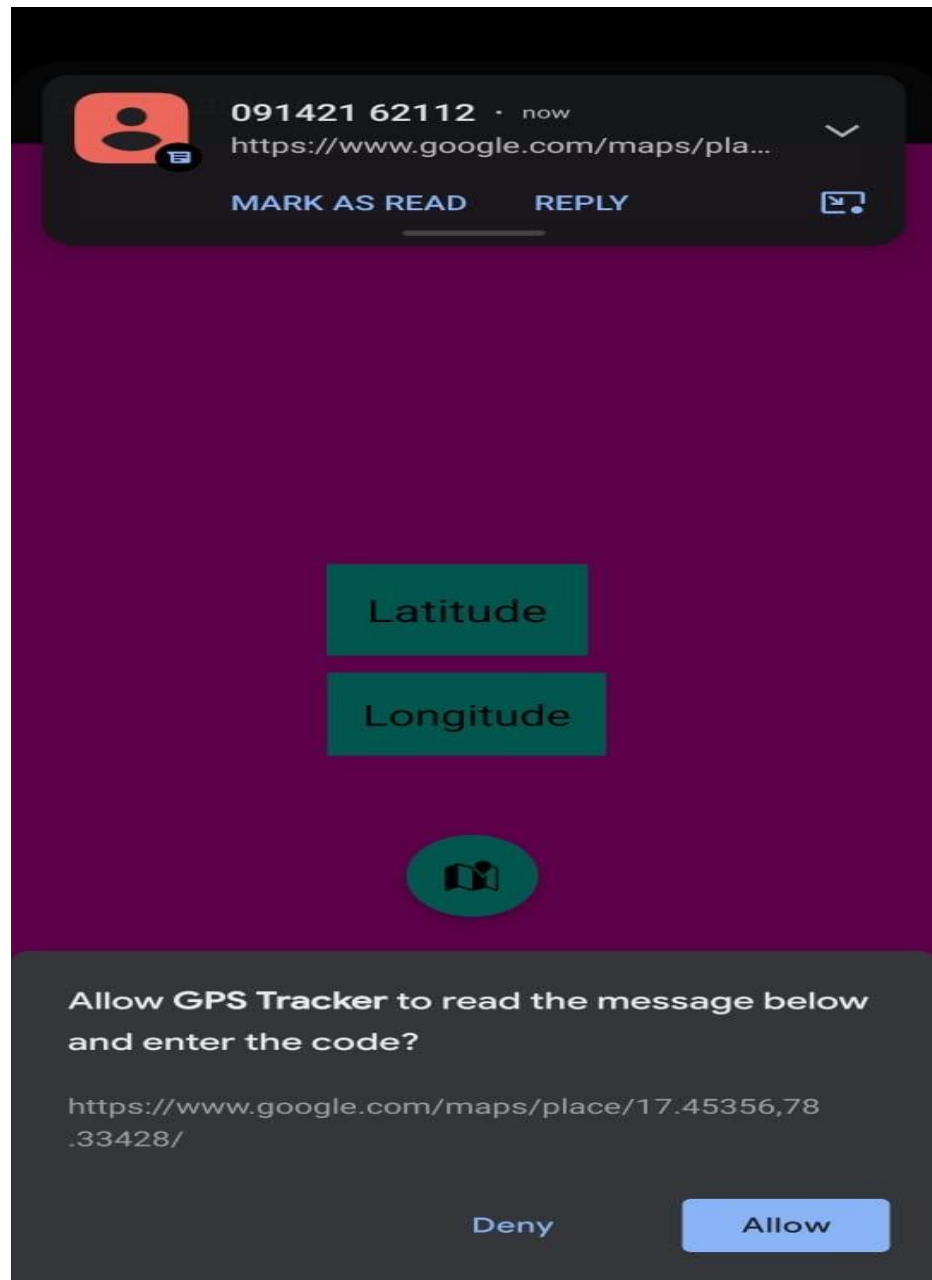 091421 62112 · now
https://www.google.com/maps/pla...
MARK AS READ REPLY
Latitude
Longitude
Allow GPS Tracker to read the message below
and enter the code?
https://www.google.com/maps/place/17.45356,78
.33428/
Deny Allow